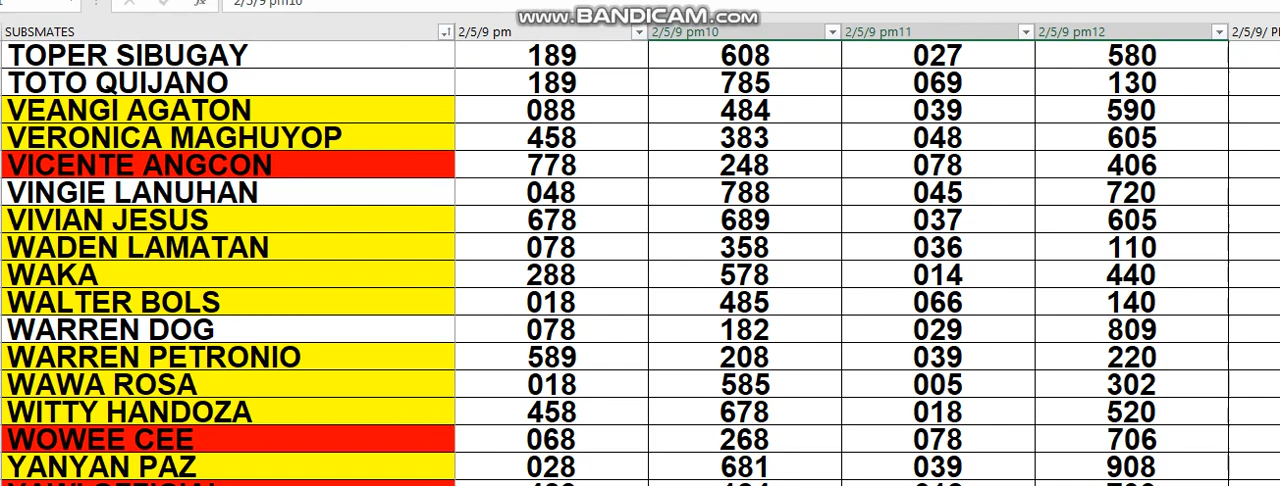 2/5/9 pm10
www.BANDICAM.com
SUBSMATES 2/5/9 pm 2/5/9 pm10 2/5/9 pm11 2/5/9 pm12 2/5/9/ P
TOPER SIBUGAY 189 608 027 580
TOTO QUIJANO 189 785 069 130
VEANGI AGATON 088 484 039 590
VERONICA MAGHUYOP 458 383 048 605
VICENTE ANGCON 778 248 078 406
VINGIE LANUHAN 048 788 045 720
VIVIAN JESUS 678 689 037 605
WADEN LAMATAN 078 358 036 110
WAKA 288 578 014 440
WALTER BOLS 018 485 066 140
WARREN DOG 078 182 029 809
WARREN PETRONIO 589 208 039 220
WAWA ROSA 018 585 005 302
WITTY HANDOZA 458 678 018 520
WOWEE CEE 068 268 078 706
YANYAN PAZ 028 681 039 908